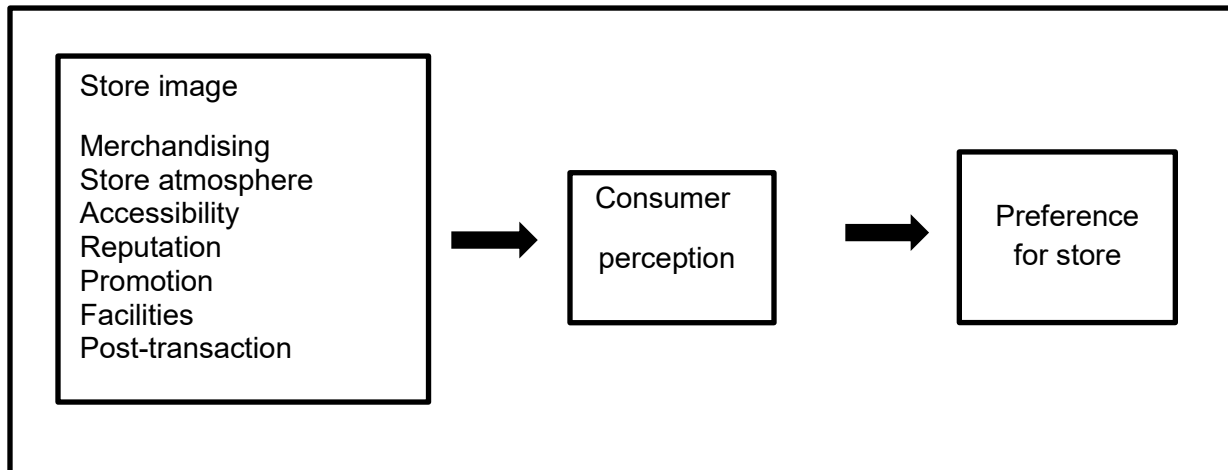 Store image
Merchandising
Store atmosphere
Accessibility
Reputation
Promotion
Facilities
Post-transaction
Consumer
perception
Preference
for store